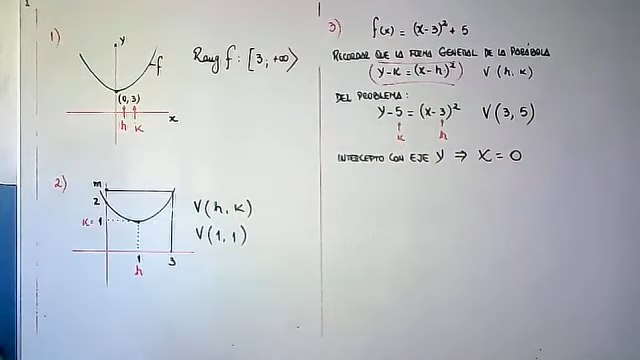 1)
y
f
Rang f: [3, +∞>
(0, 3)
h k
x
2)
m
2
k=1
1
3
h
V(h, k)
V(1, 1)
3)
f(x) = (x-3)² + 5
RECORDAR QUE LA FORMA GENERAL DE LA PARÁBOLA
(y-k = (x-h)²) V(h, k)
DEL PROBLEMA:
y-5 = (x-3)² V(3, 5)
k h
INTERCEPTO CON EJE Y ⇒ X = 0